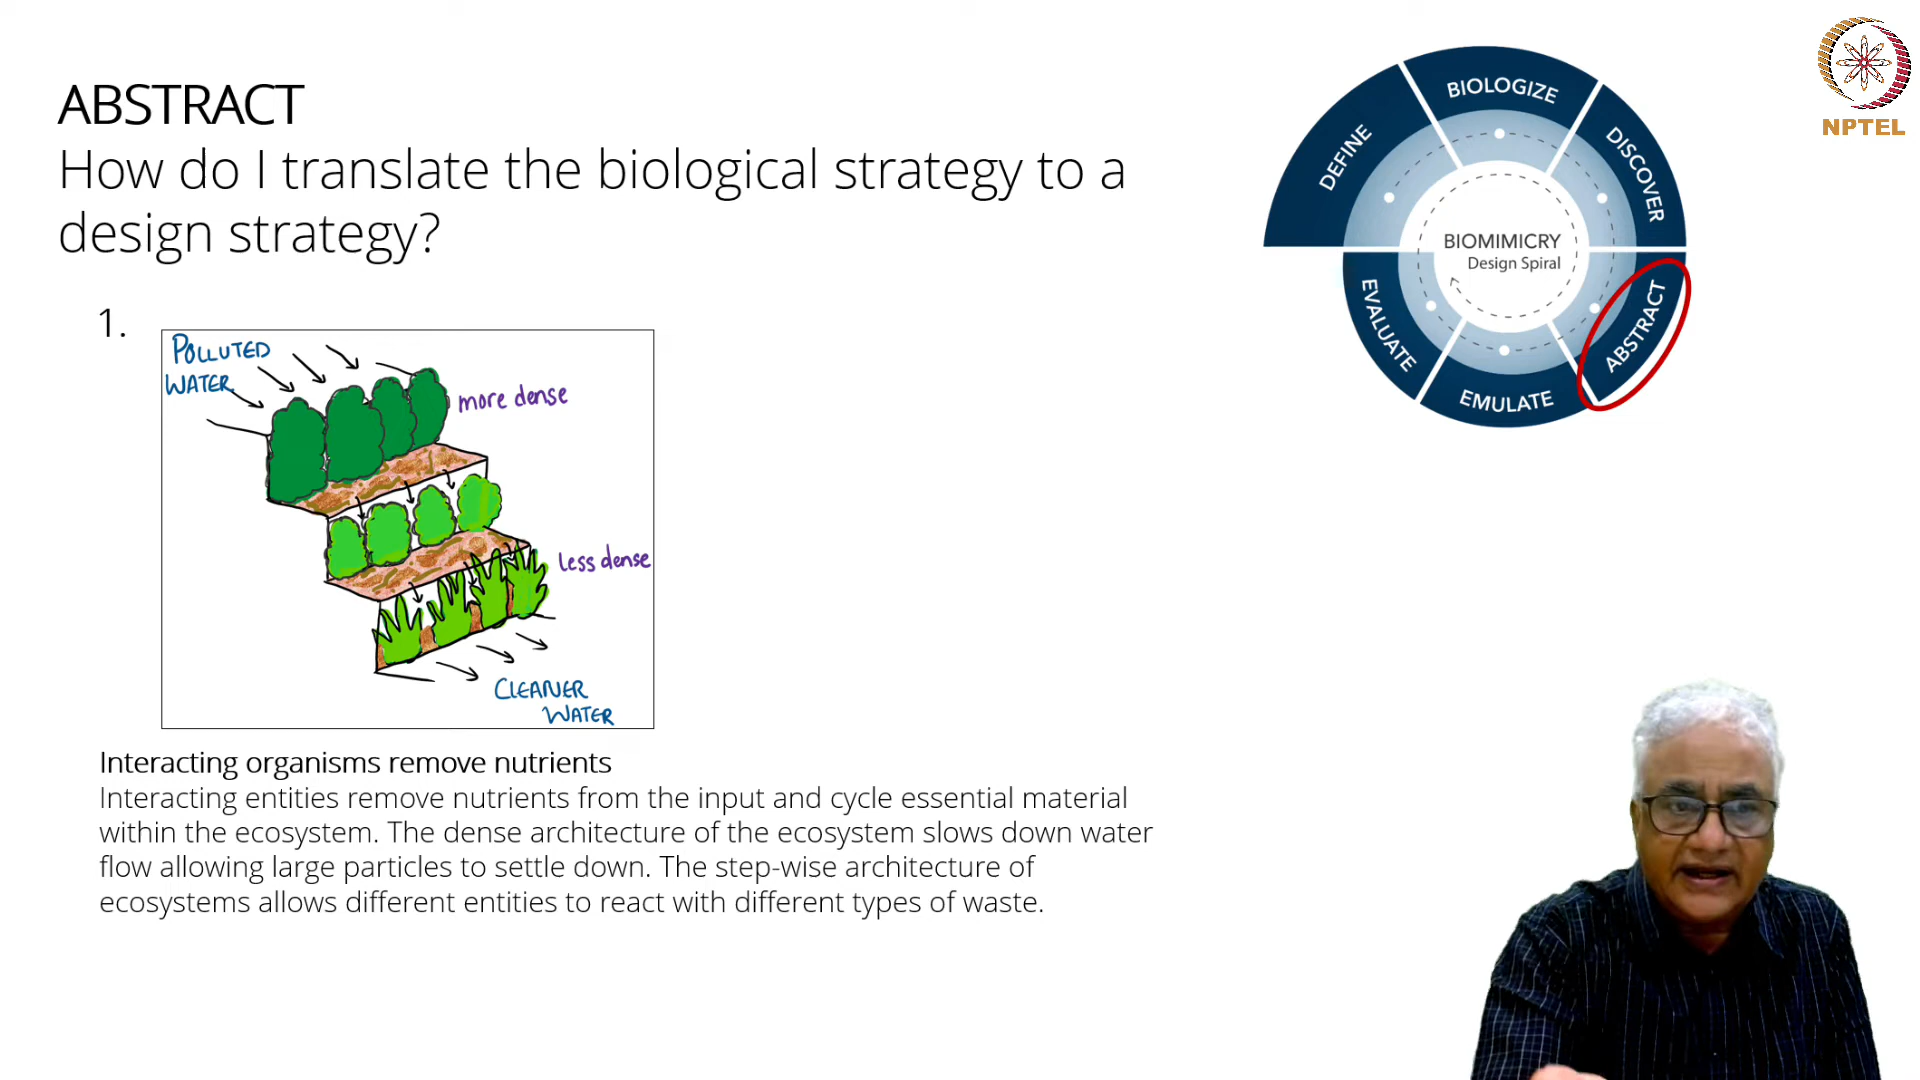 ABSTRACT
How do I translate the biological strategy to a
design strategy?
1.
POLLUTED
WATER
more dense
less dense
CLEANER
WATER
Interacting organisms remove nutrients
Interacting entities remove nutrients from the input and cycle essential material
within the ecosystem. The dense architecture of the ecosystem slows down water
flow allowing large particles to settle down. The step-wise architecture of
ecosystems allows different entities to react with different types of waste.
DEFINE
BIOLOGIZE
DISCOVER
ABSTRACT
EMULATE
EVALUATE
BIOMIMICRY
Design Spiral
NPTEL